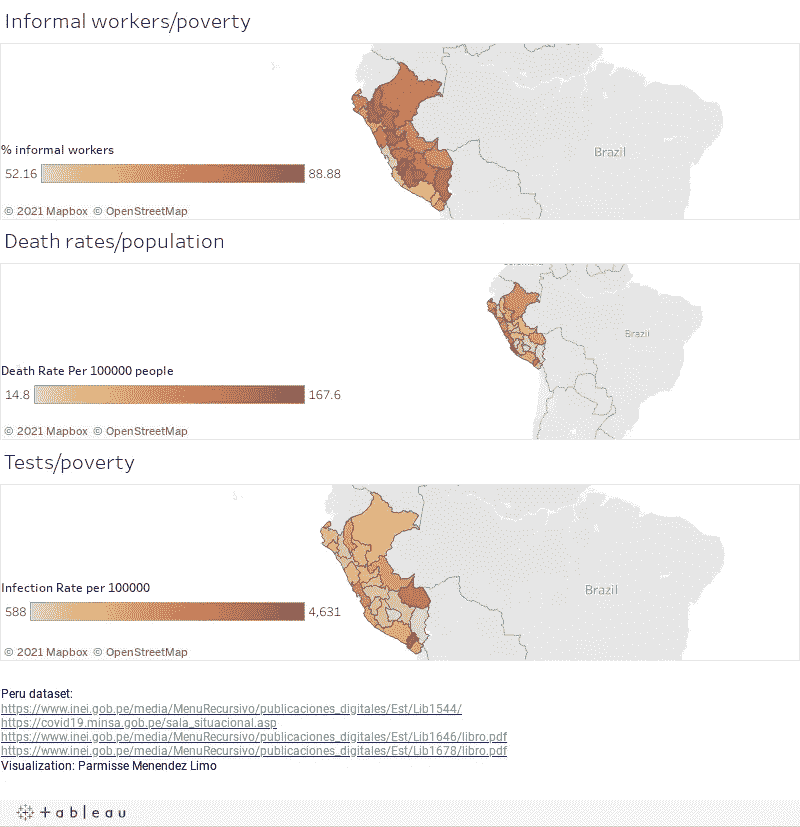 Informal workers/poverty
Brazil
% informal workers
52.16 88.88
© 2021 Mapbox © OpenStreetMap
Death rates/population
Brazil
Death Rate Per 100000 people
14.8 167.6
© 2021 Mapbox © OpenStreetMap
Tests/poverty
Brazil
Infection Rate per 100000
588 4,631
© 2021 Mapbox © OpenStreetMap
Peru dataset:
https://www.inei.gob.pe/media/MenuRecursivo/publicaciones_digitales/Est/Lib1544/
https://covid19.minsa.gob.pe/sala_situacional.asp
https://www.inei.gob.pe/media/MenuRecursivo/publicaciones_digitales/Est/Lib1646/libro.pdf
https://www.inei.gob.pe/media/MenuRecursivo/publicaciones_digitales/Est/Lib1678/libro.pdf
Visualization: Parmisse Menendez Limo
+ableau